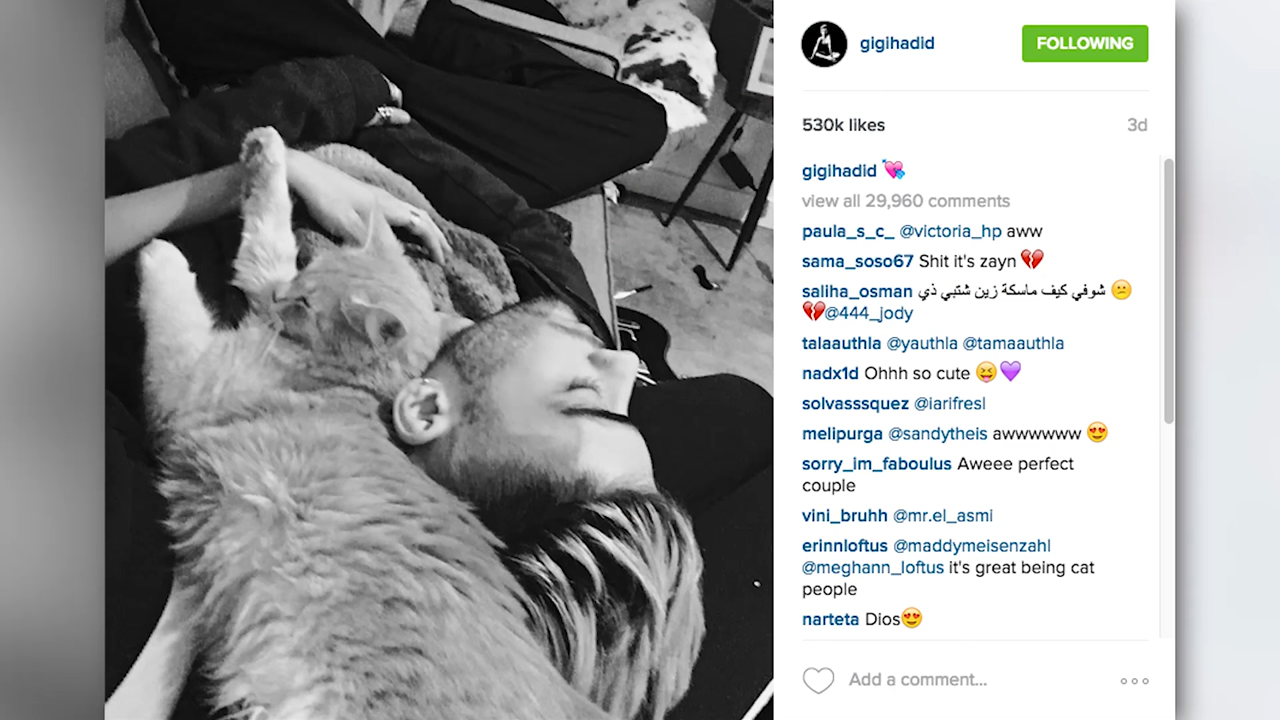 gigihadid
FOLLOWING
530k likes
3d
gigihadid 💘
view all 29,960 comments
paula_s_c_ @victoria_hp aww
sama_soso67 Shit it's zayn 💔
saliha_osman شوفي كيف ماسكة زين شتبي ذي 😕
💔@444_jody
talaauthla @yauthla @tamaauthla
nadx1d Ohhh so cute 😝💜
solvasssquez @iarifresl
melipurga @sandytheis awwwwww 😍
sorry_im_faboulus Aweee perfect
couple
vini_bruhh @mr.el_asmi
erinnloftus @maddymeisenzahl
@meghann_loftus it's great being cat
people
narteta Dios😍
Add a comment...